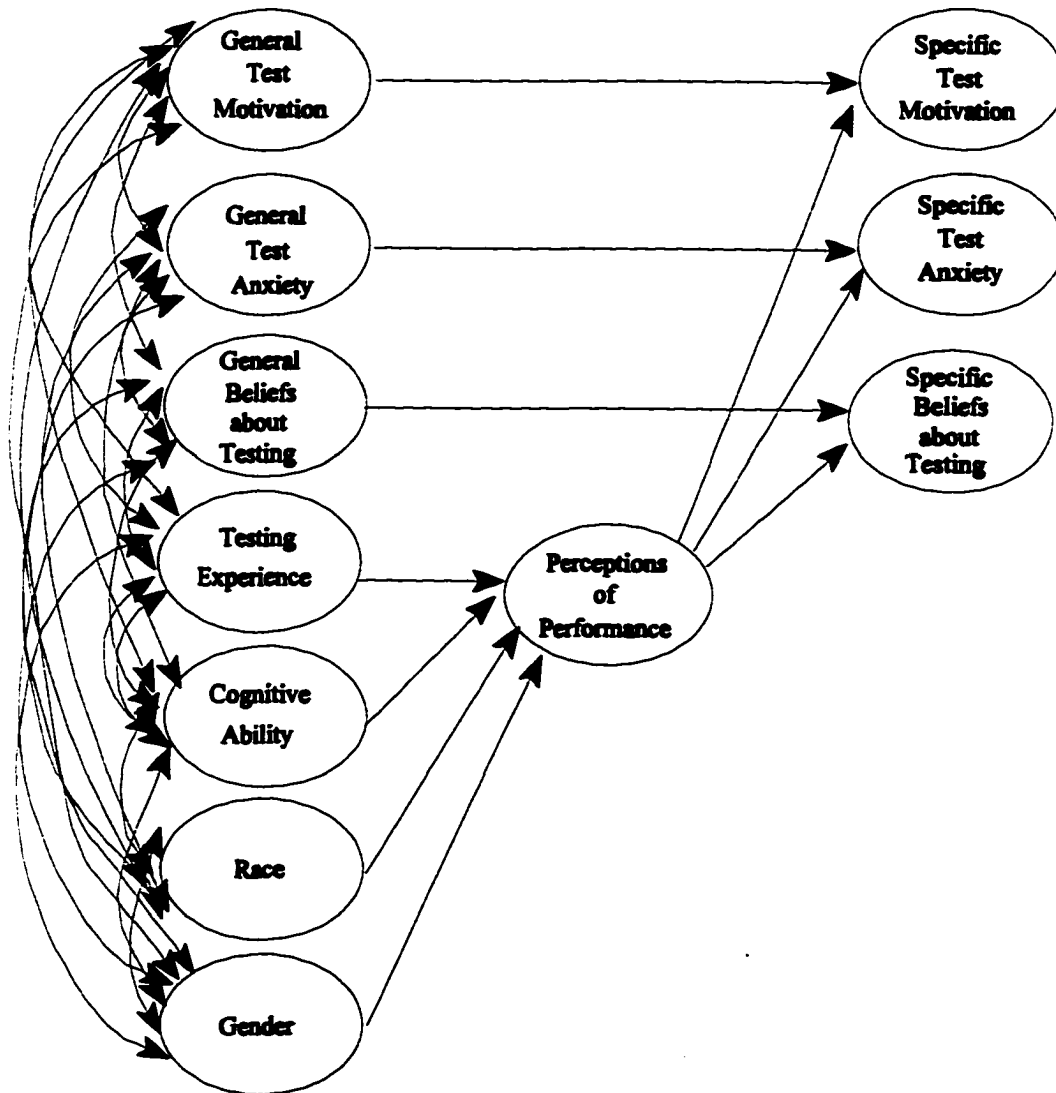 General
Test
Motivation
General
Test
Anxiety
General
Beliefs
about
Testing
Testing
Experience
Cognitive
Ability
Race
Gender
Perceptions
of
Performance
Specific
Test
Motivation
Specific
Test
Anxiety
Specific
Beliefs
about
Testing